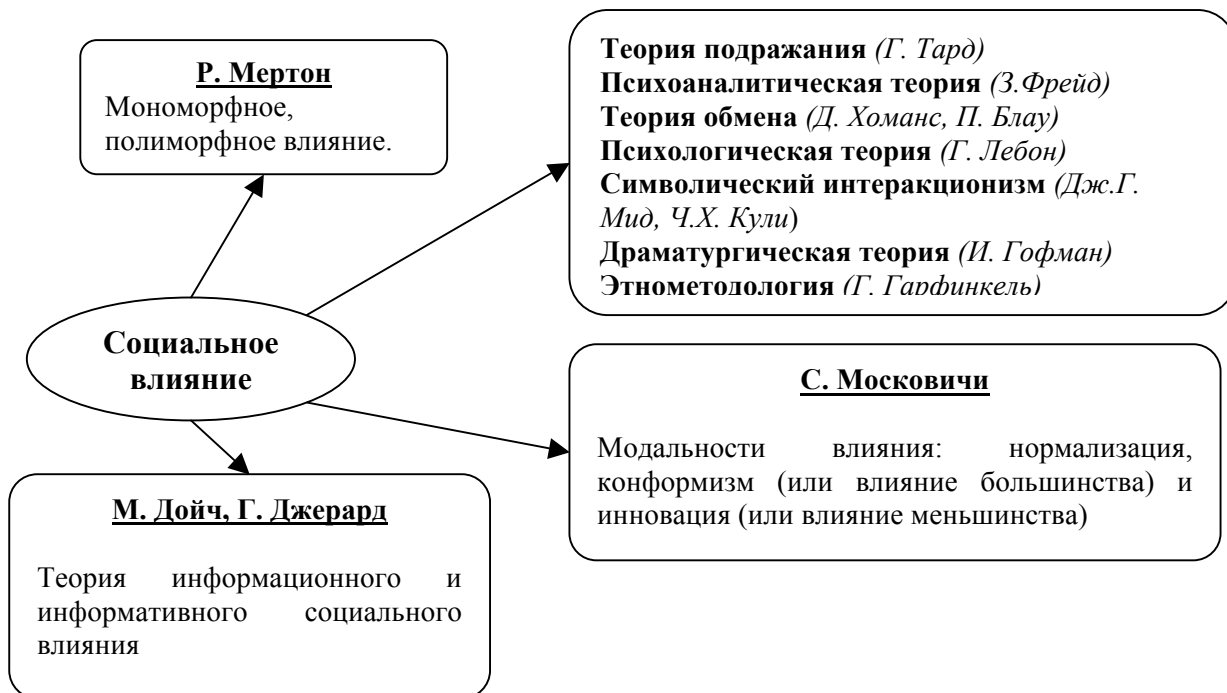 Р. Мертон
Мономорфное,
полиморфное влияние.
Теория подражания (Г. Тард)
Психоаналитическая теория (З.Фрейд)
Теория обмена (Д. Хоманс, П. Блау)
Психологическая теория (Г. Лебон)
Символический интеракционизм (Дж.Г.
Мид, Ч.Х. Кули)
Драматургическая теория (И. Гофман)
Этнометодология (Г. Гарфинкель)
Социальное
влияние
С. Московичи
Модальности влияния: нормализация,
конформизм (или влияние большинства) и
инновация (или влияние меньшинства)
М. Дойч, Г. Джерард
Теория информационного и
информативного социального
влияния